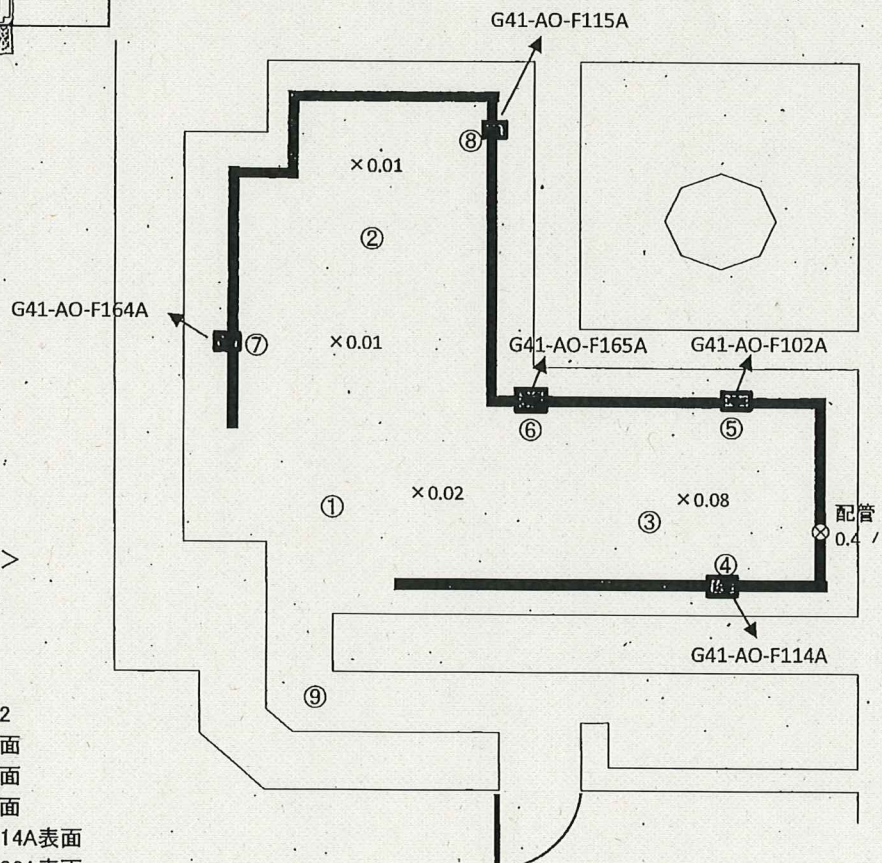 G41-AO-F115A
⑧
×0.01
②
G41-AO-F164A
⑦
×0.01
G41-AO-F165A
G41-AO-F102A
⑥
⑤
①
×0.02
×0.08
③
配管
0.4 /
④
G41-AO-F114A
⑨
2
面
面
面
14A表面